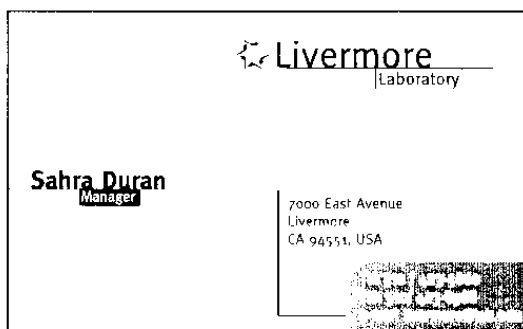 Livermore
Laboratory
Sahra Duran
Manager
7000 East Avenue
Livermore
CA 94551, USA